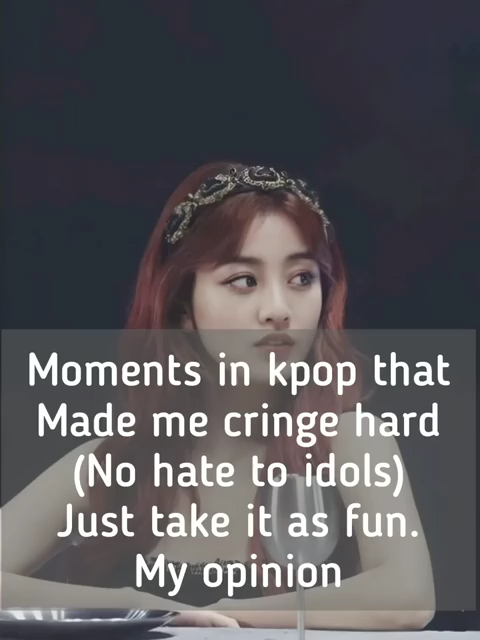 Moments in kpop that
Made me cringe hard
(No hate to idols)
Just take it as fun.
My opinion